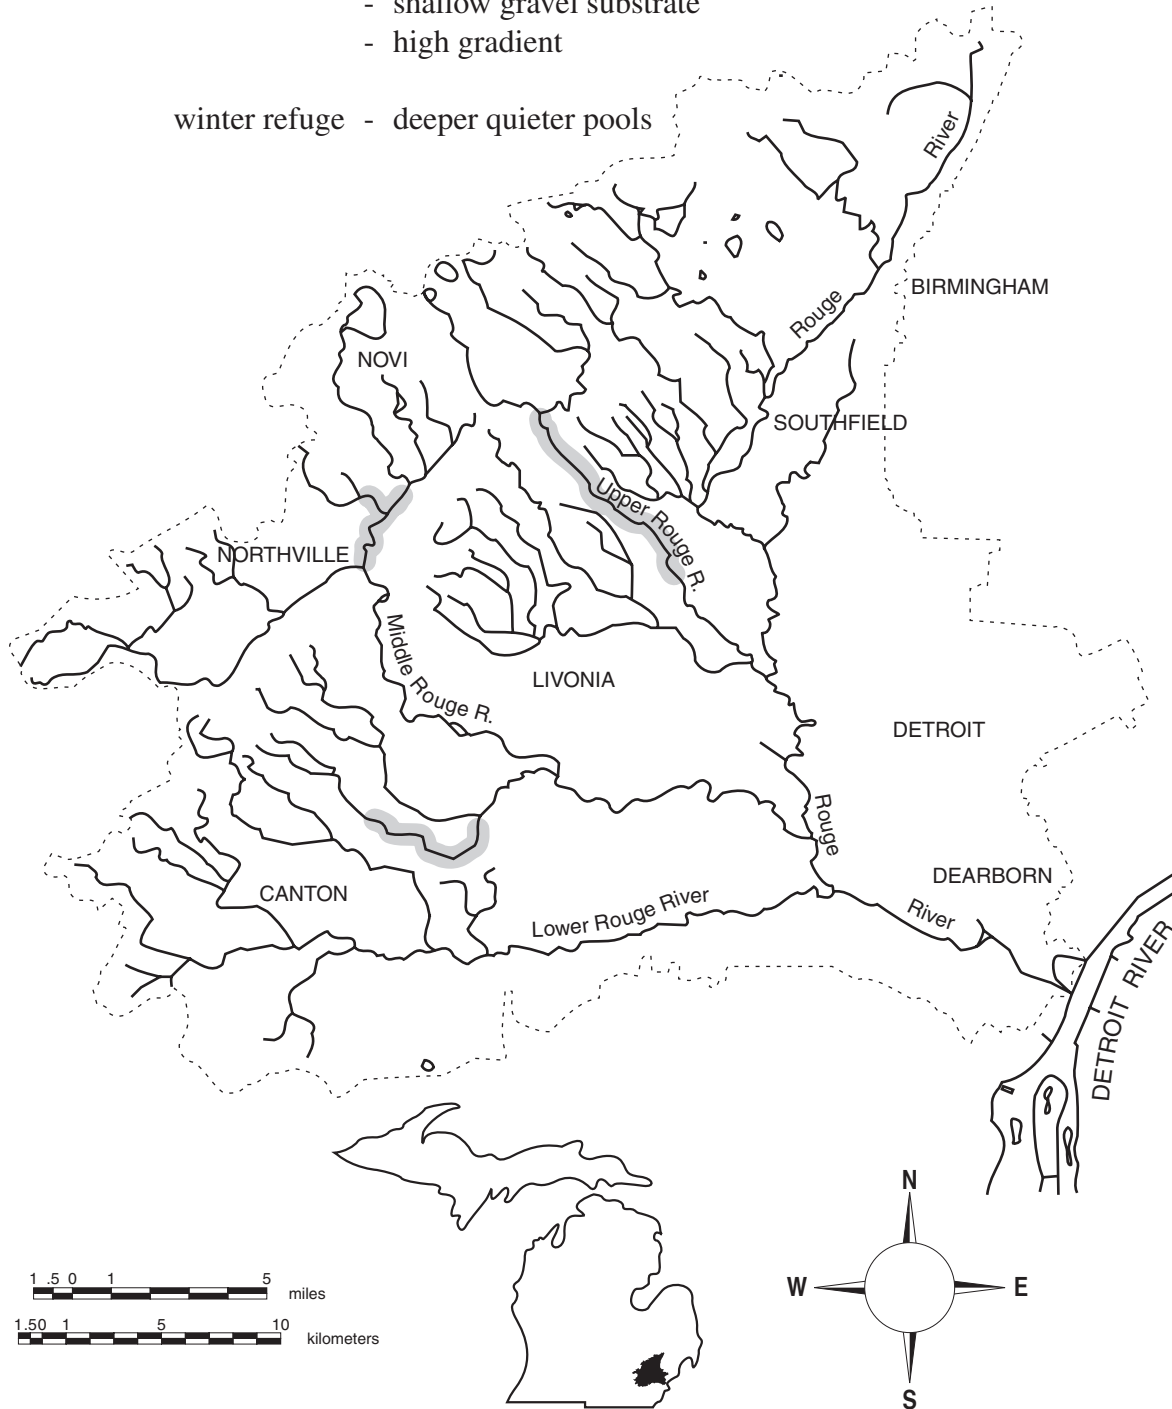 - shallow gravel substrate
- high gradient
winter refuge - deeper quieter pools
River
BIRMINGHAM
Rouge
NOVI
SOUTHFIELD
Upper Rouge R.
NORTHVILLE
Middle Rouge R.
LIVONIA
DETROIT
Rouge
DEARBORN
CANTON
Lower Rouge River
River
DETROIT RIVER
N
W E
S
1 .5 0 1 5
miles
1.50 1 5 10
kilometers